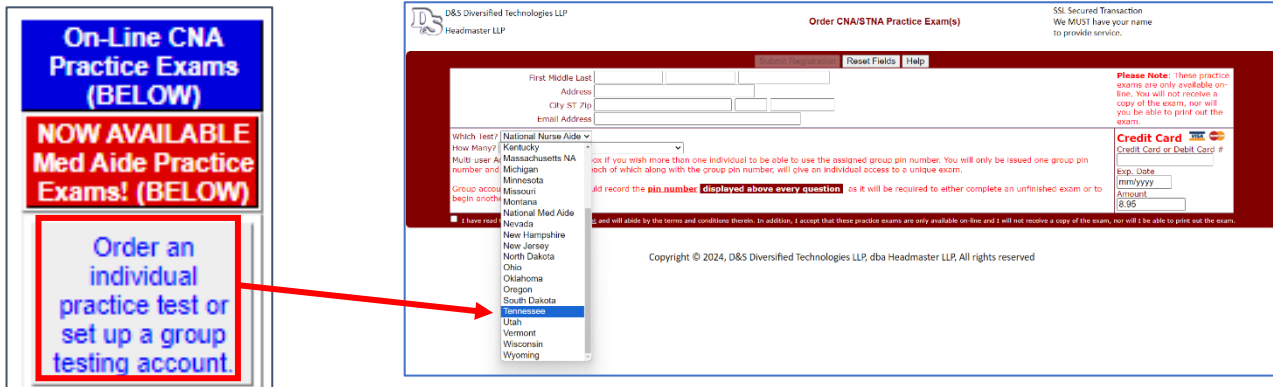 On-Line CNA
Practice Exams
(BELOW)
NOW AVAILABLE
Med Aide Practice
Exams! (BELOW)
Order an
individual
practice test or
set up a group
testing account.
D&S Diversified Technologies LLP
Headmaster LLP
Order CNA/STNA Practice Exam(s)
SSL Secured Transaction
We MUST have your name
to provide service.
Submit Registration Reset Fields Help
First Middle Last
Address
City ST Zip
Email Address
Please Note: These practice
exams are only available on-
line. You will not receive a
copy of the exam, nor will
you be able to print out the
exam.
Which Test? National Nurse Aide
How Many?
Multi-user Ac ox if you wish more than one individual to be able to use the assigned group pin number. You will only be issued one group pin
number and each of which along with the group pin number, will give an individual access to a unique exam.
Group accou uld record the pin number displayed above every question as it will be required to either complete an unfinished exam or to
begin anothe
Kentucky
Massachusetts NA
Michigan
Minnesota
Missouri
Montana
National Med Aide
Nevada
New Hampshire
New Jersey
North Dakota
Ohio
Oklahoma
Oregon
South Dakota
Tennessee
Utah
Vermont
Wisconsin
Wyoming
Credit Card VISA
Credit Card or Debit Card #
Exp. Date
mm/yyyy
Amount
8.95
I have read t and will abide by the terms and conditions therein. In addition, I accept that these practice exams are only available on-line and I will not receive a copy of the exam, nor will I be able to print out the exam.
Copyright © 2024, D&S Diversified Technologies LLP, dba Headmaster LLP, All rights reserved